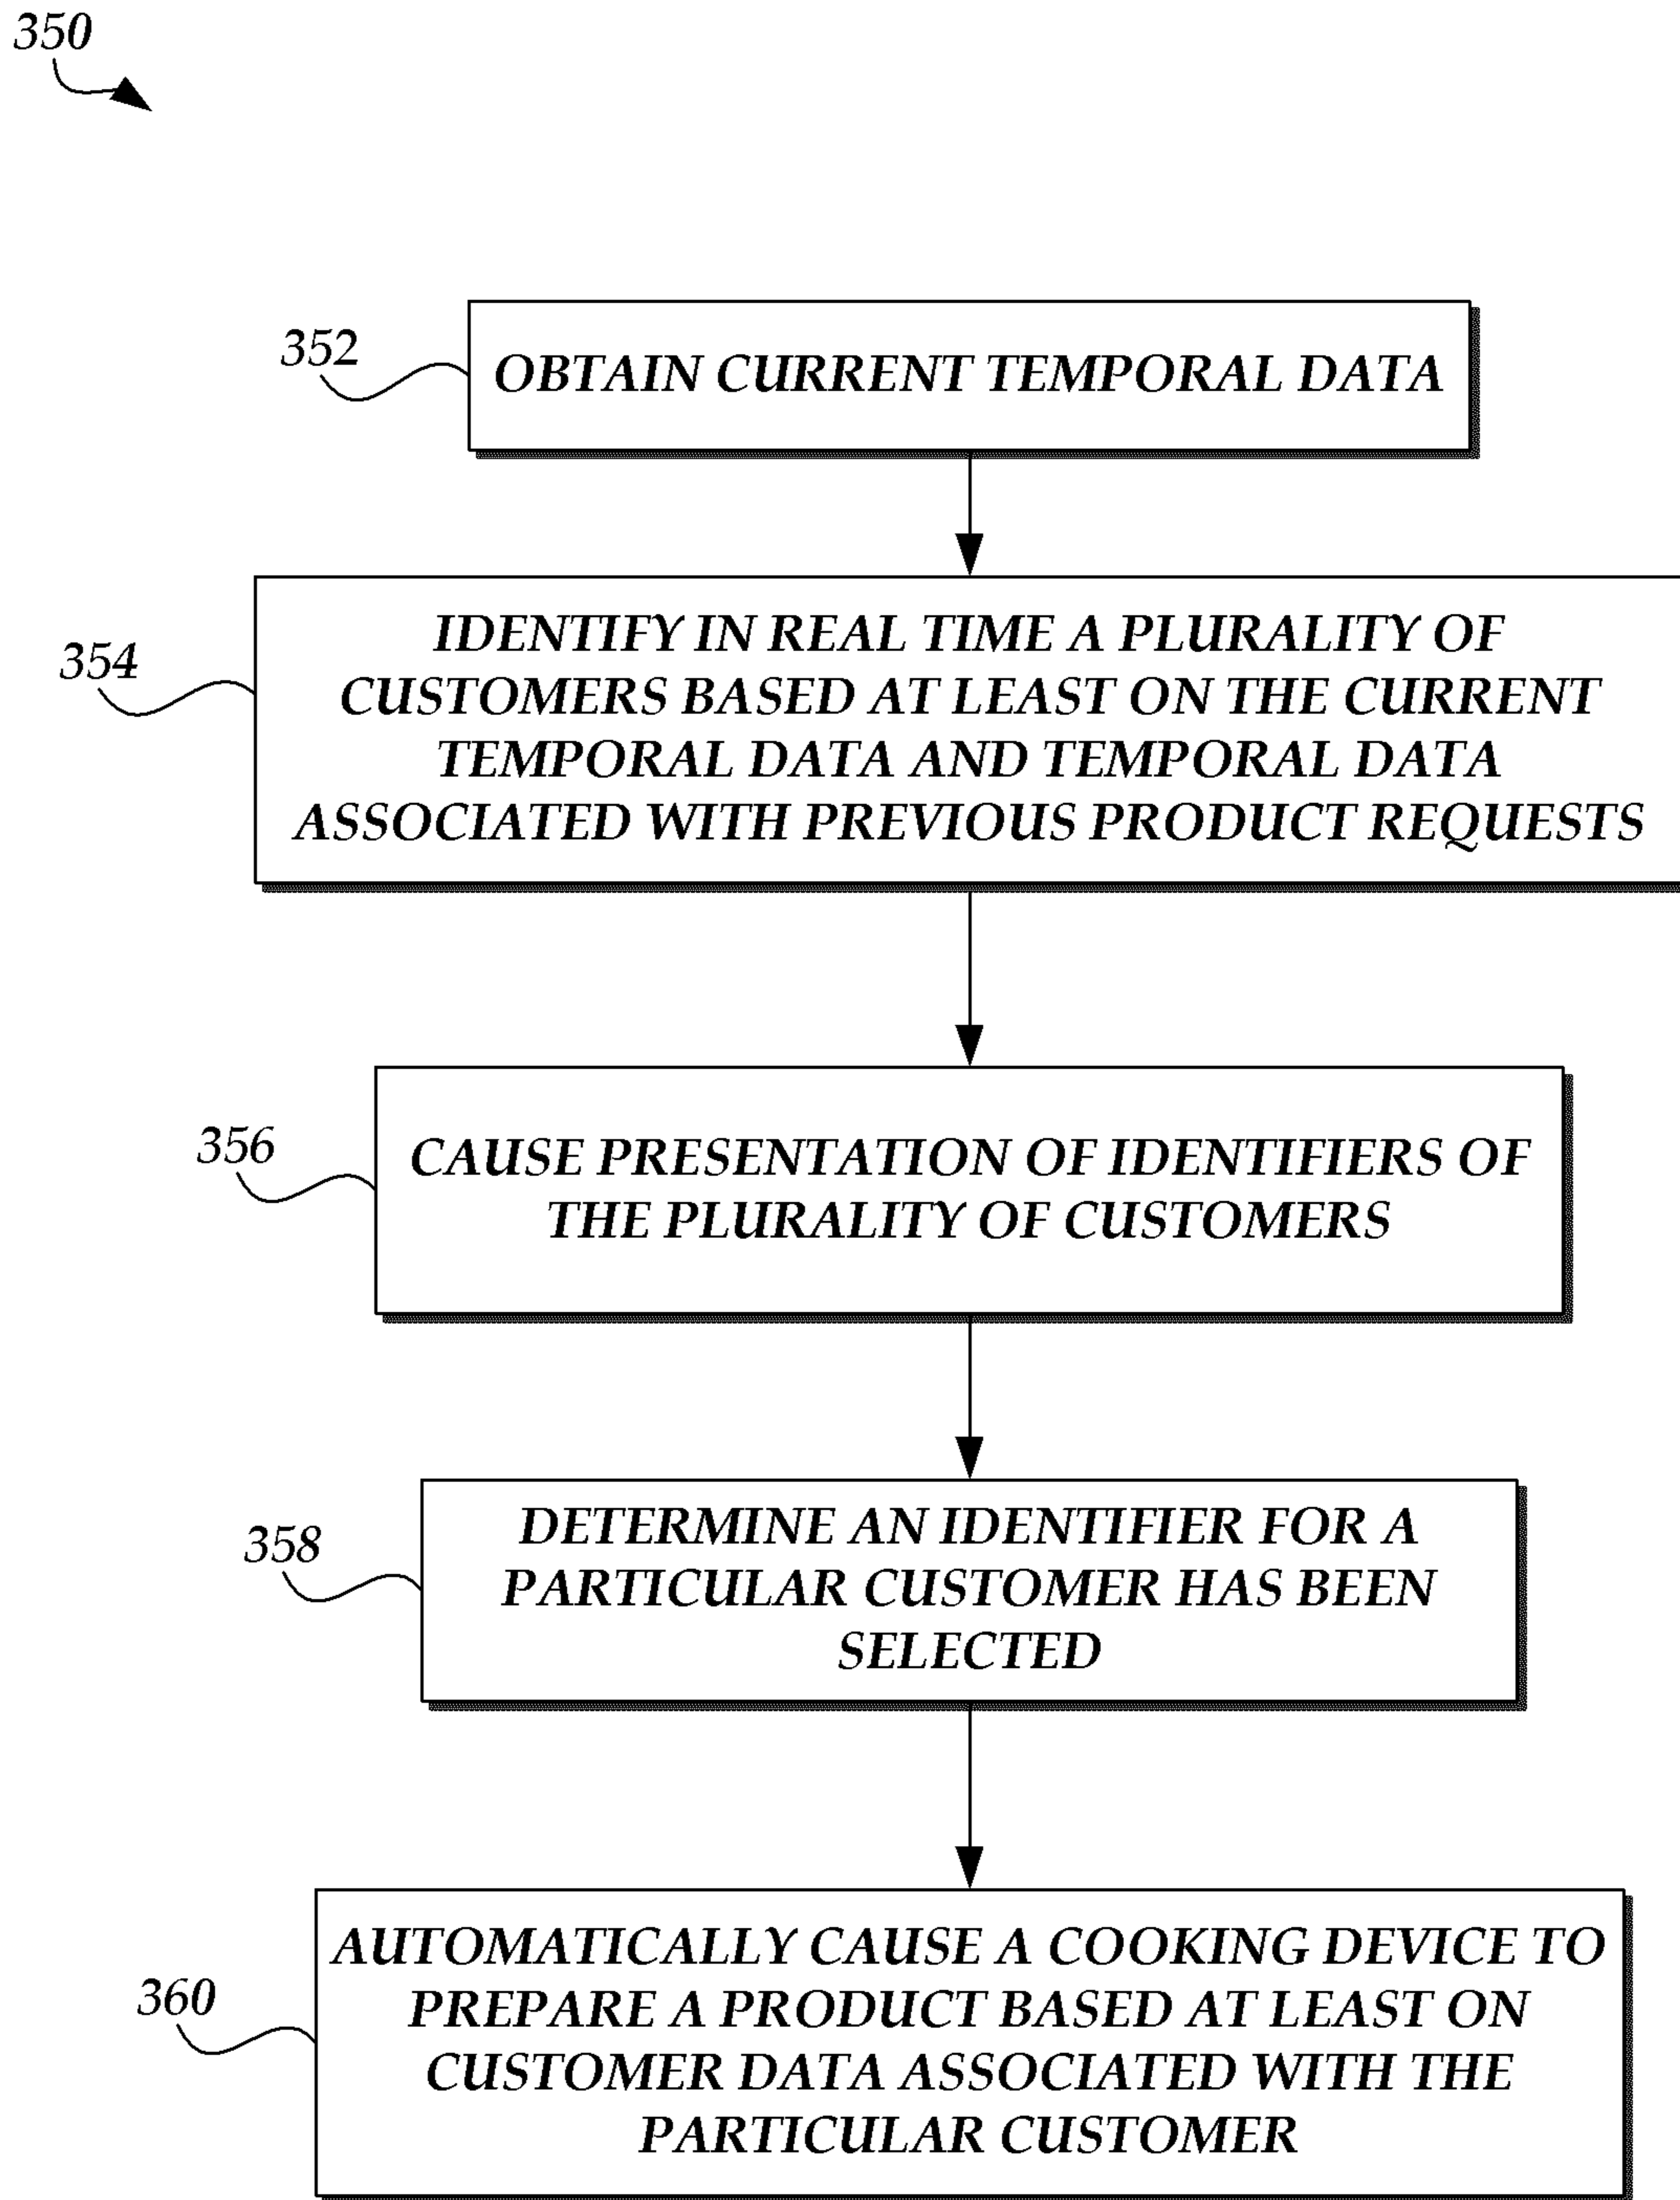 350
352
OBTAIN CURRENT TEMPORAL DATA
354
IDENTIFY IN REAL TIME A PLURALITY OF
CUSTOMERS BASED AT LEAST ON THE CURRENT
TEMPORAL DATA AND TEMPORAL DATA
ASSOCIATED WITH PREVIOUS PRODUCT REQUESTS
356
CAUSE PRESENTATION OF IDENTIFIERS OF
THE PLURALITY OF CUSTOMERS
358
DETERMINE AN IDENTIFIER FOR A
PARTICULAR CUSTOMER HAS BEEN
SELECTED
360
AUTOMATICALLY CAUSE A COOKING DEVICE TO
PREPARE A PRODUCT BASED AT LEAST ON
CUSTOMER DATA ASSOCIATED WITH THE
PARTICULAR CUSTOMER